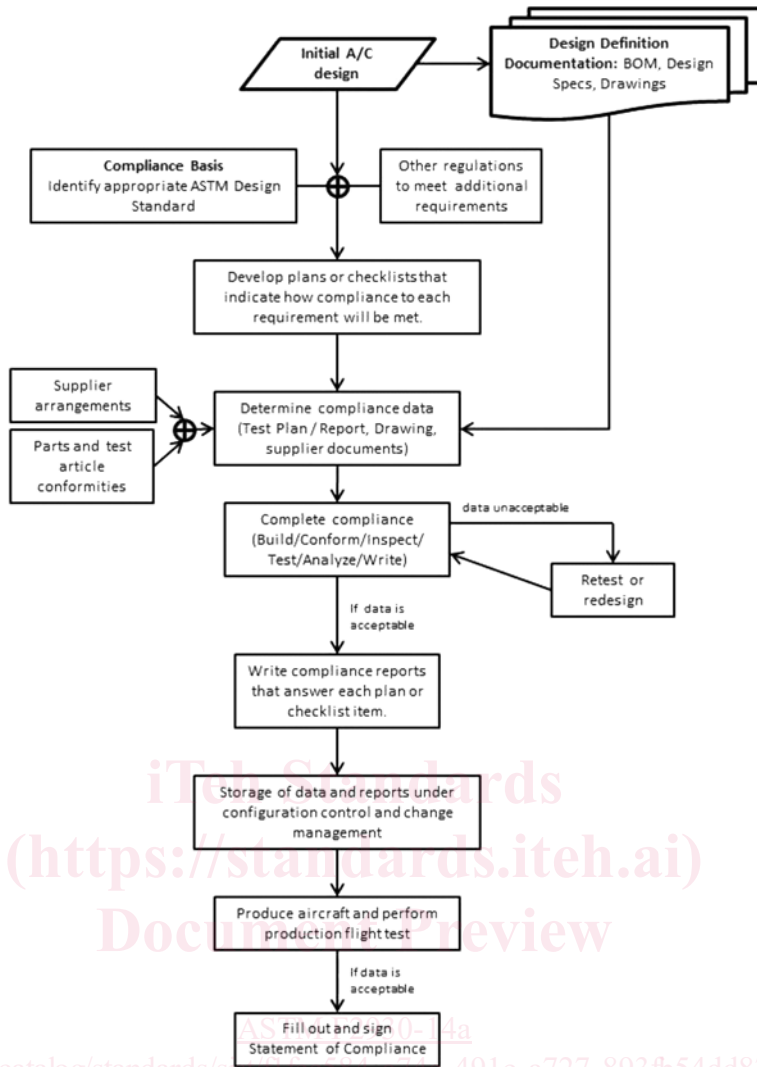 Initial A/C
design
Design Definition
Documentation: BOM, Design
Specs, Drawings
Compliance Basis
Identify appropriate ASTM Design
Standard
Other regulations
to meet additional
requirements
Develop plans or checklists that
indicate how compliance to each
requirement will be met.
Supplier
arrangements
Parts and test
article
conformities
Determine compliance data
(Test Plan / Report, Drawing,
supplier documents)
Complete compliance
(Build/Conform/Inspect/
Test/Analyze/Write)
data unacceptable
Retest or
redesign
If data is
acceptable
Write compliance reports
that answer each plan or
checklist item.
iTeh Standards
Storage of data and reports under
configuration control and change
management
(https://standards.iteh.ai)
Document Preview
Produce aircraft and perform
production flight test
If data is
acceptable
Fill out and sign
Statement of Compliance